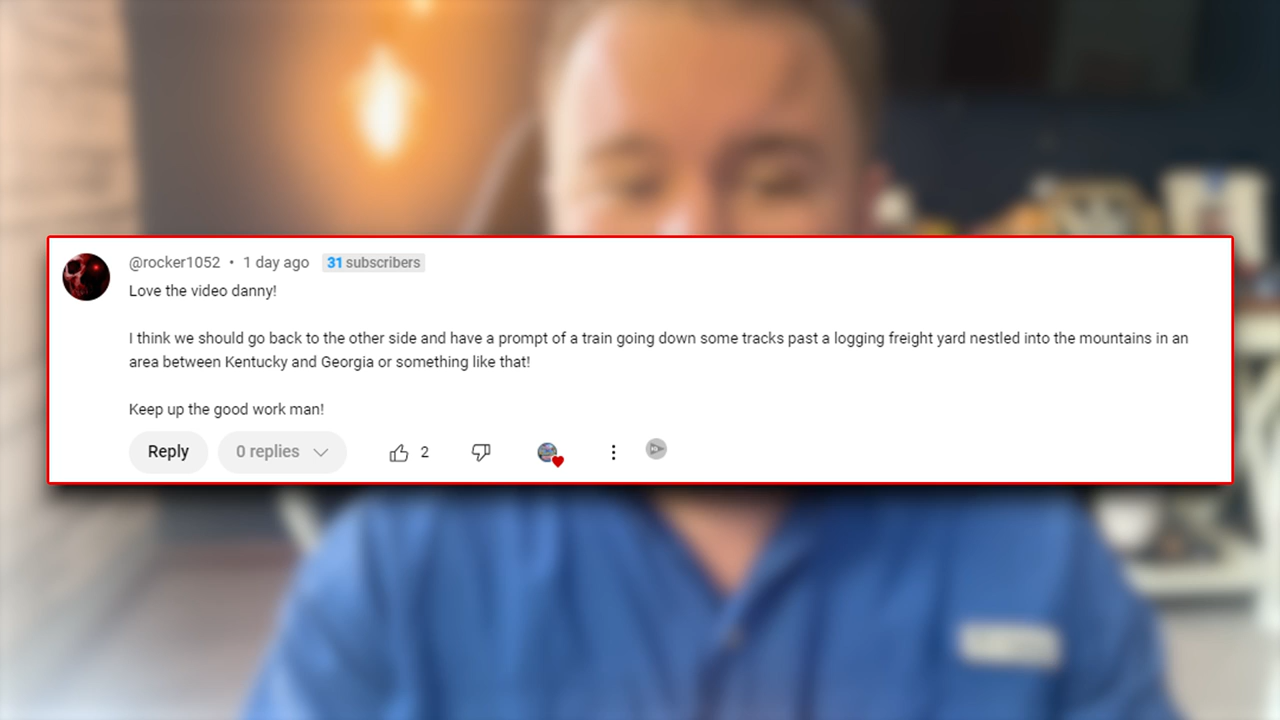 @rocker1052 • 1 day ago 31 subscribers
Love the video danny!
I think we should go back to the other side and have a prompt of a train going down some tracks past a logging freight yard nestled into the mountains in an
area between Kentucky and Georgia or something like that!
Keep up the good work man!
Reply 0 replies 2